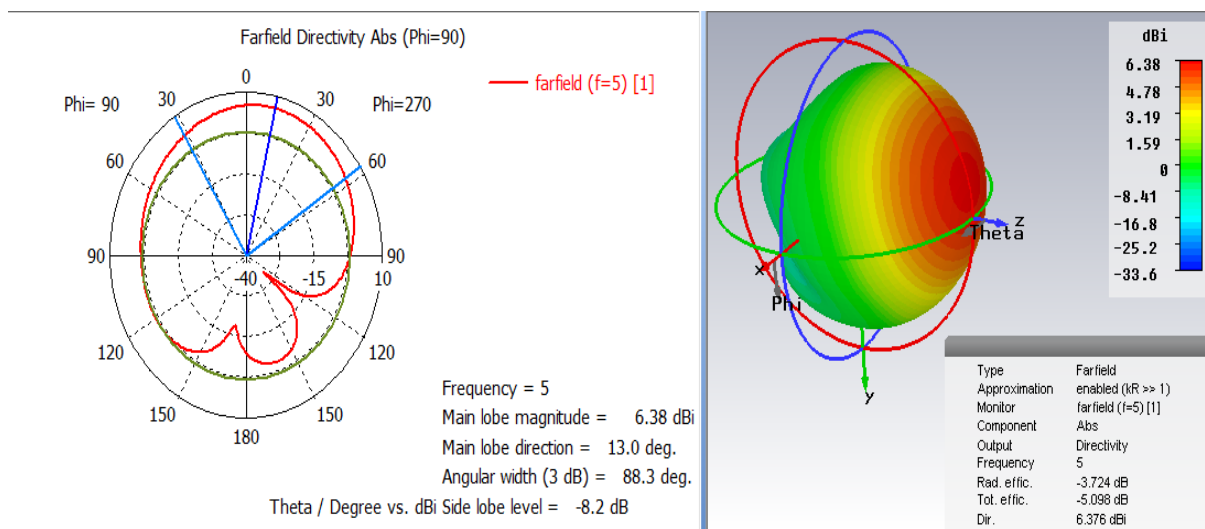 Farfield Directivity Abs (Phi=90)
farfield (f=5) [1]
Phi= 90
30
0
30
Phi=270
60
60
90
-40
-15
90
10
120
120
150
150
180
Frequency = 5
Main lobe magnitude = 6.38 dBi
Main lobe direction = 13.0 deg.
Angular width (3 dB) = 88.3 deg.
Theta / Degree vs. dBi Side lobe level = -8.2 dB
dBi
6.38
4.78
3.19
1.59
0
-8.41
-16.8
-25.2
-33.6
z
Theta
x
Phi
y
Type Farfield
Approximation enabled (kR >> 1)
Monitor farfield (f=5) [1]
Component Abs
Output Directivity
Frequency 5
Rad. effic. -3.724 dB
Tot. effic. -5.098 dB
Dir. 6.376 dBi